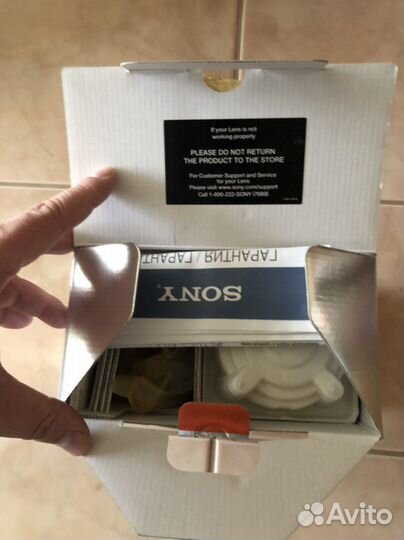 If your Lens is not
working properly
PLEASE DO NOT RETURN
THE PRODUCT TO THE STORE
For Customer Support and Service
for your Lens
Please visit www.sony.com/support
Call 1-800-222-SONY (7669)
ГАРАНТИЯ / ГАРАНТ
SONY
Avito